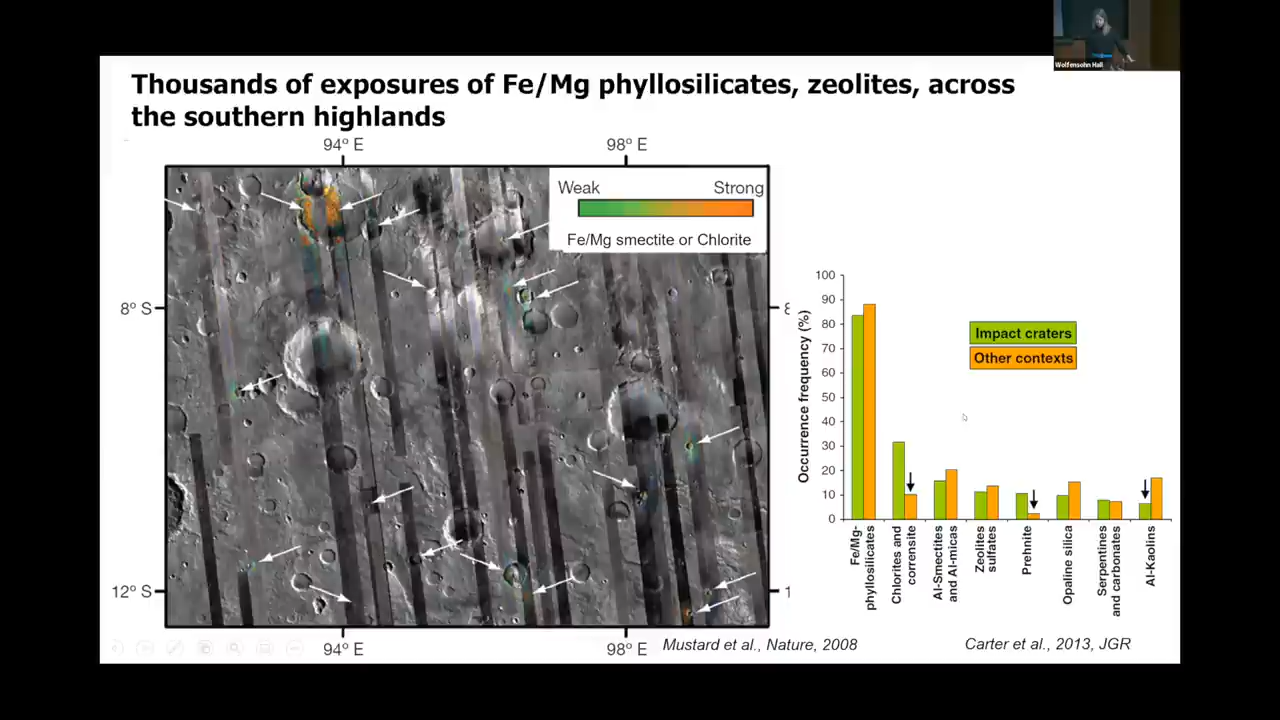 Wolfensohn Hall
Thousands of exposures of Fe/Mg phyllosilicates, zeolites, across
the southern highlands
94° E
98° E
Weak
Strong
Fe/Mg smectite or Chlorite
8° S
8
12° S
1
94° E
98° E
Mustard et al., Nature, 2008
Occurrence frequency (%)
100
90
80
70
60
50
40
30
20
10
0
Impact craters
Other contexts
Fe/Mg-
phyllosilicates
Chlorites and
corrensite
Al-Smectites
and Al-micas
Zeolites
sulfates
Prehnite
Opaline silica
Serpentines
and carbonates
Al-Kaolins
Carter et al., 2013, JGR